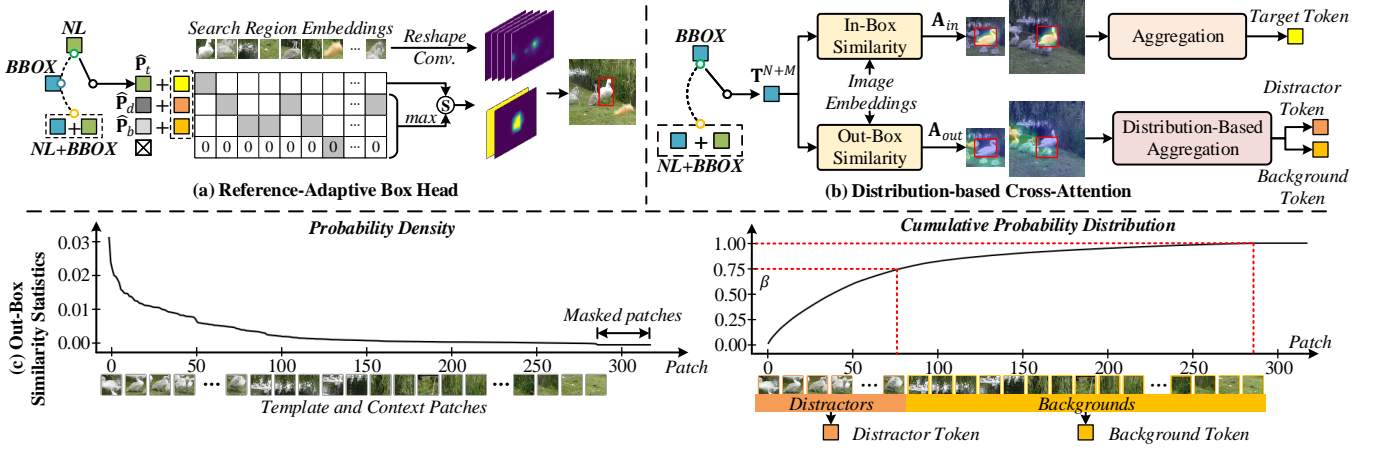 NL
BBOX
NL+BBOX
P̂t
P̂d
P̂b
+
+
+
+
Search Region Embeddings
...
...
...
...
0 0 0 0 0 0 0 ... 0
max
S
Reshape
Conv.
(a) Reference-Adaptive Box Head
BBOX
+
NL+BBOX
T^{N+M}
In-Box
Similarity
Image
Embeddings
Out-Box
Similarity
A_in
A_out
Aggregation
Target Token
Distribution-Based
Aggregation
Distractor
Token
Background
Token
(b) Distribution-based Cross-Attention
(c) Out-Box
Similarity Statistics
Probability Density
0.03
0.02
0.01
0.00
Masked patches
0 50 100 150 200 250 300
Patch
...
...
Template and Context Patches
Cumulative Probability Distribution
1.00
0.75
β
0.50
0.25
0.00
Patch
0 50 100 150 200 250 300
...
...
Distractors Backgrounds
Distractor Token Background Token